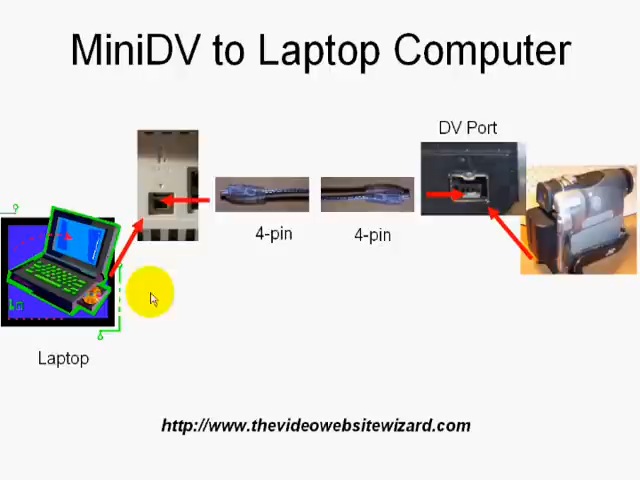 MiniDV to Laptop Computer
DV Port
4-pin
4-pin
Laptop
http://www.thevideowebsitewizard.com